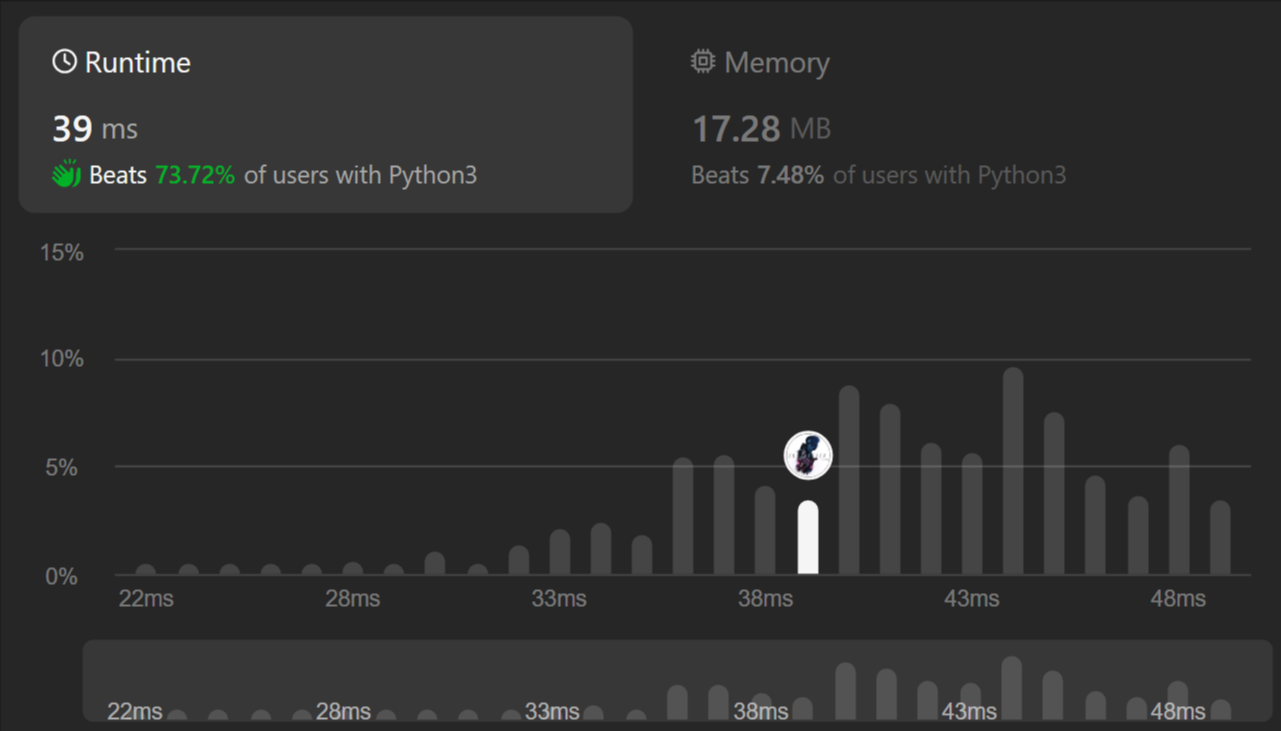 Runtime
39 ms
Beats 73.72% of users with Python3
Memory
17.28 MB
Beats 7.48% of users with Python3
15%
10%
5%
0%
22ms 28ms 33ms 38ms 43ms 48ms
22ms 28ms 33ms 38ms 43ms 48ms